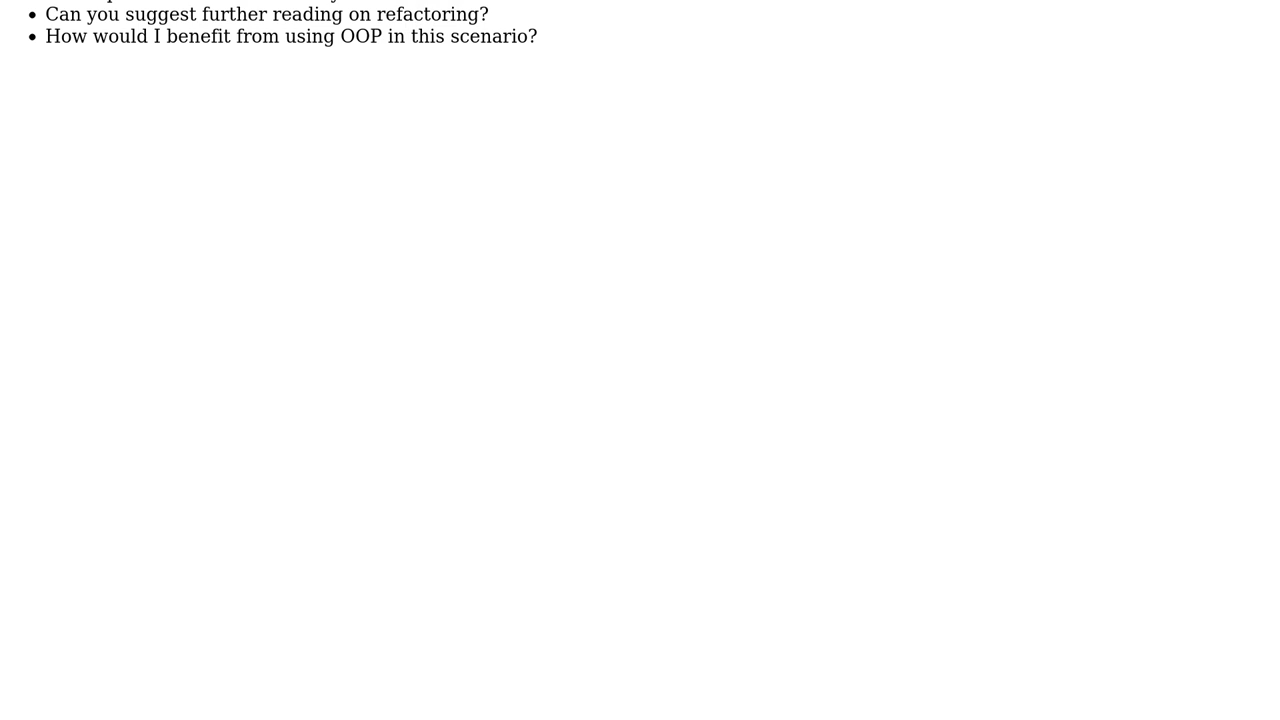 Can you suggest further reading on refactoring?
How would I benefit from using OOP in this scenario?